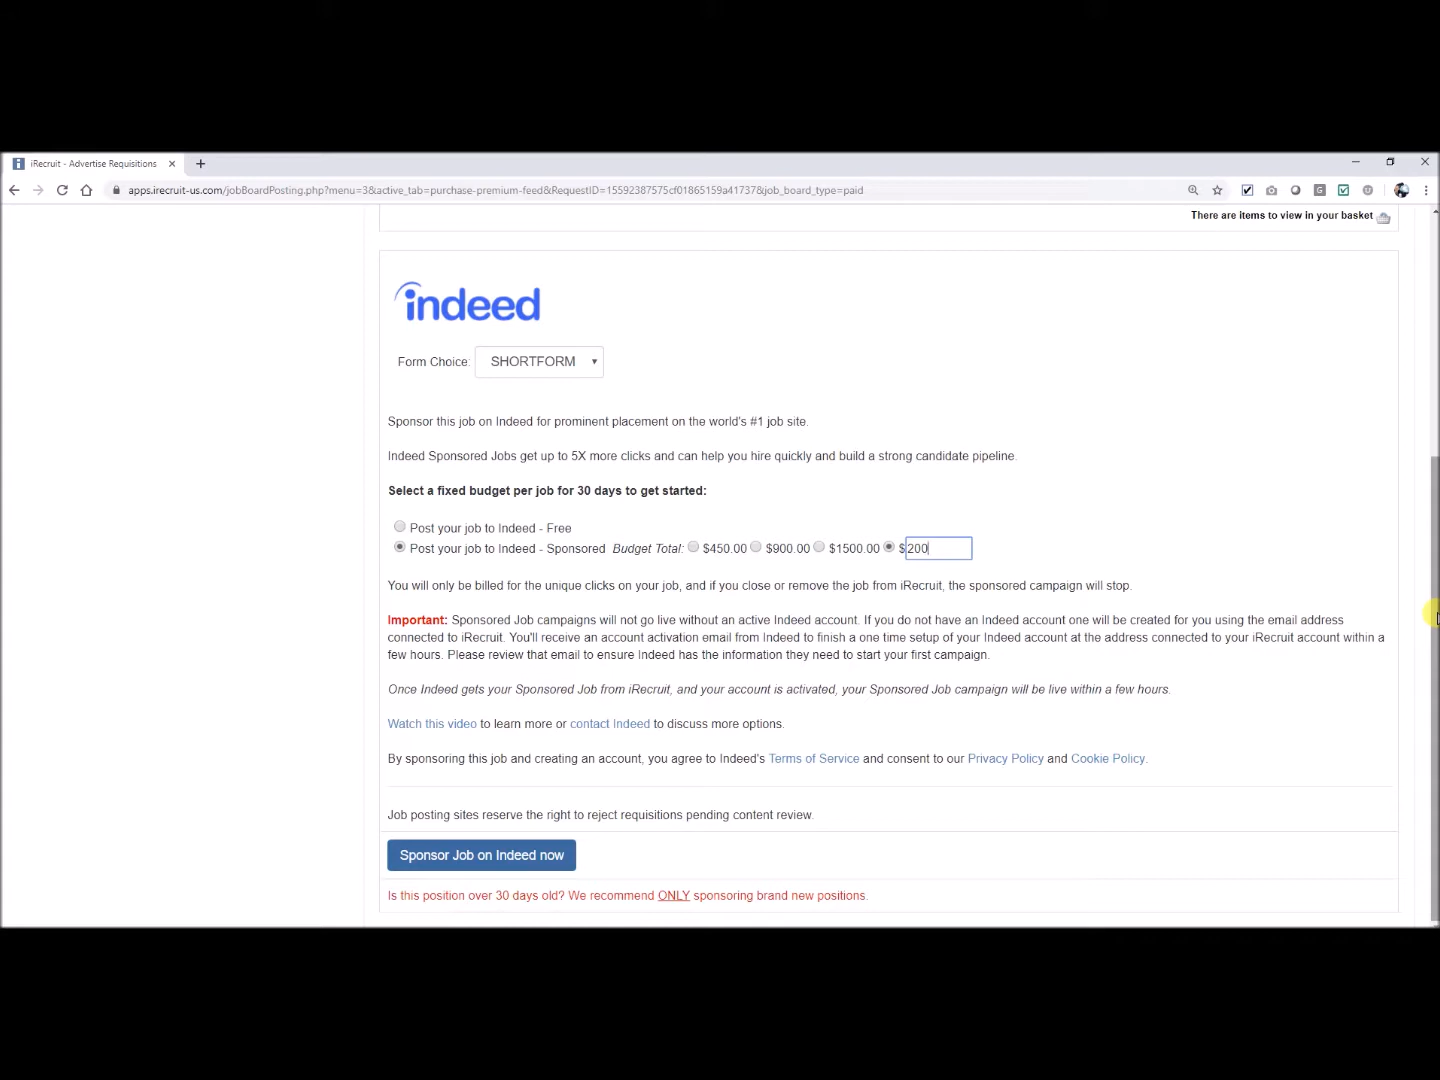 iRecruit - Advertise Requisitions
apps.irecruit-us.com/jobBoardPosting.php?menu=3&active_tab=purchase-premium-feed&RequestID=15592387575cf01865159a41737&job_board_type=paid
There are items to view in your basket
indeed
Form Choice: SHORTFORM
Sponsor this job on Indeed for prominent placement on the world's #1 job site.
Indeed Sponsored Jobs get up to 5X more clicks and can help you hire quickly and build a strong candidate pipeline.
Select a fixed budget per job for 30 days to get started:
Post your job to Indeed - Free
Post your job to Indeed - Sponsored Budget Total: $450.00 $900.00 $1500.00 $200
You will only be billed for the unique clicks on your job, and if you close or remove the job from iRecruit, the sponsored campaign will stop.
Important: Sponsored Job campaigns will not go live without an active Indeed account. If you do not have an Indeed account one will be created for you using the email address
connected to iRecruit. You'll receive an account activation email from Indeed to finish a one time setup of your Indeed account at the address connected to your iRecruit account within a
few hours. Please review that email to ensure Indeed has the information they need to start your first campaign.
Once Indeed gets your Sponsored Job from iRecruit, and your account is activated, your Sponsored Job campaign will be live within a few hours.
Watch this video to learn more or contact Indeed to discuss more options.
By sponsoring this job and creating an account, you agree to Indeed's Terms of Service and consent to our Privacy Policy and Cookie Policy.
Job posting sites reserve the right to reject requisitions pending content review.
Sponsor Job on Indeed now
Is this position over 30 days old? We recommend ONLY sponsoring brand new positions.